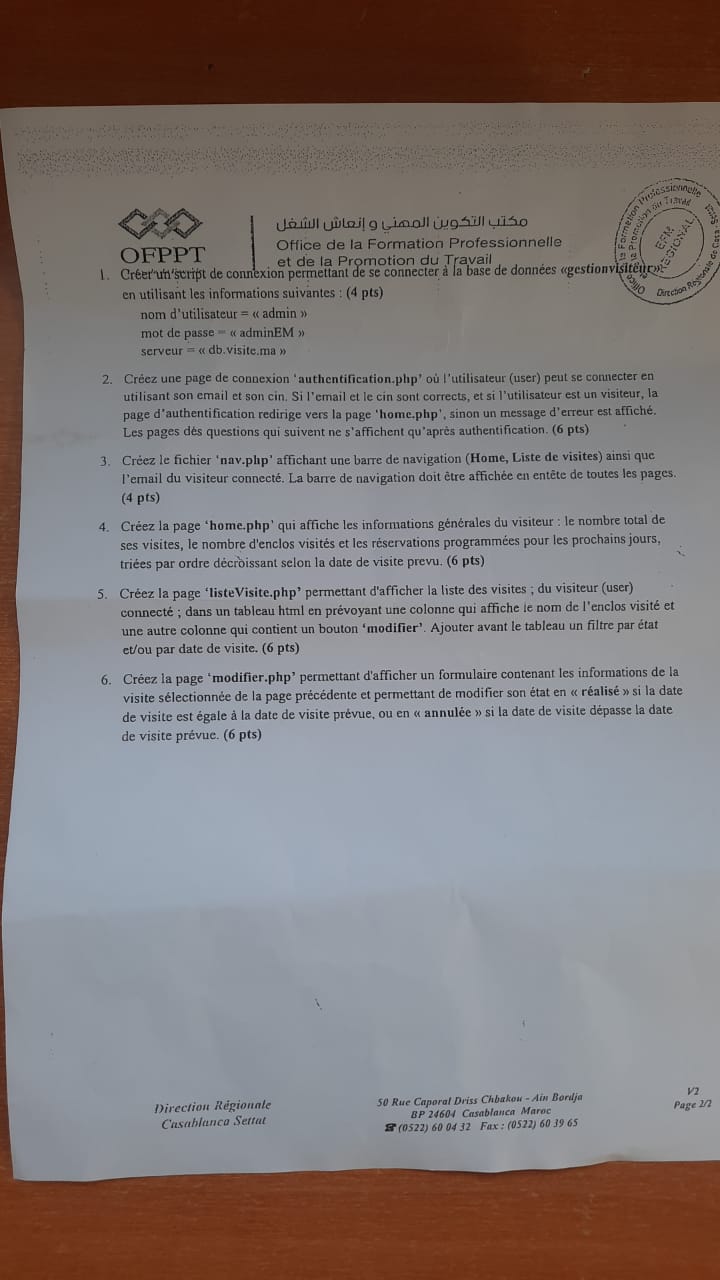 مكتب التكوين المهني و إنعاش الشغل
OFPPT
Office de la Formation Professionnelle
et de la Promotion du Travail
Office de la Formation Professionnelle
et de la Promotion du Travail
EFM
REGIONAL
Direction Régionale de
1. Créer un script de connexion permettant de se connecter à la base de données «gestionvisiteur»
en utilisant les informations suivantes : (4 pts)
nom d'utilisateur = « admin »
mot de passe = « adminEM »
serveur = « db.visite.ma »
2. Créez une page de connexion 'authentification.php' où l'utilisateur (user) peut se connecter en
utilisant son email et son cin. Si l'email et le cin sont corrects, et si l'utilisateur est un visiteur, la
page d'authentification redirige vers la page 'home.php', sinon un message d'erreur est affiché.
Les pages dès questions qui suivent ne s'affichent qu'après authentification. (6 pts)
3. Créez le fichier 'nav.php' affichant une barre de navigation (Home, Liste de visites) ainsi que
l'email du visiteur connecté. La barre de navigation doit être affichée en entête de toutes les pages.
(4 pts)
4. Créez la page 'home.php' qui affiche les informations générales du visiteur : le nombre total de
ses visites, le nombre d'enclos visités et les réservations programmées pour les prochains jours,
triées par ordre décroissant selon la date de visite prevu. (6 pts)
5. Créez la page 'listeVisite.php' permettant d'afficher la liste des visites ; du visiteur (user)
connecté ; dans un tableau html en prévoyant une colonne qui affiche le nom de l'enclos visité et
une autre colonne qui contient un bouton 'modifier'. Ajouter avant le tableau un filtre par état
et/ou par date de visite. (6 pts)
6. Créez la page 'modifier.php' permettant d'afficher un formulaire contenant les informations de la
visite sélectionnée de la page précédente et permettant de modifier son état en « réalisé » si la date
de visite est égale à la date de visite prévue, ou en « annulée » si la date de visite dépasse la date
de visite prévue. (6 pts)
Direction Régionale
Casablanca Settat
50 Rue Caporal Driss Chbakou - Ain Bordja
BP 24604 Casablanca Maroc
☎ (0522) 60 04 32 Fax : (0522) 60 39 65
V2
Page 2/2